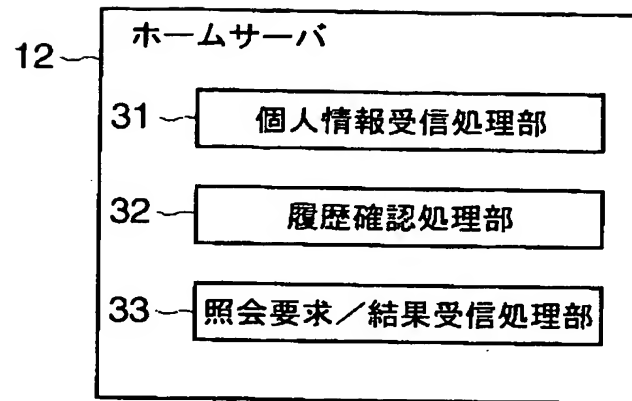 ホームサーバ
12
31 個人情報受信処理部
32 履歴確認処理部
33 照会要求／結果受信処理部